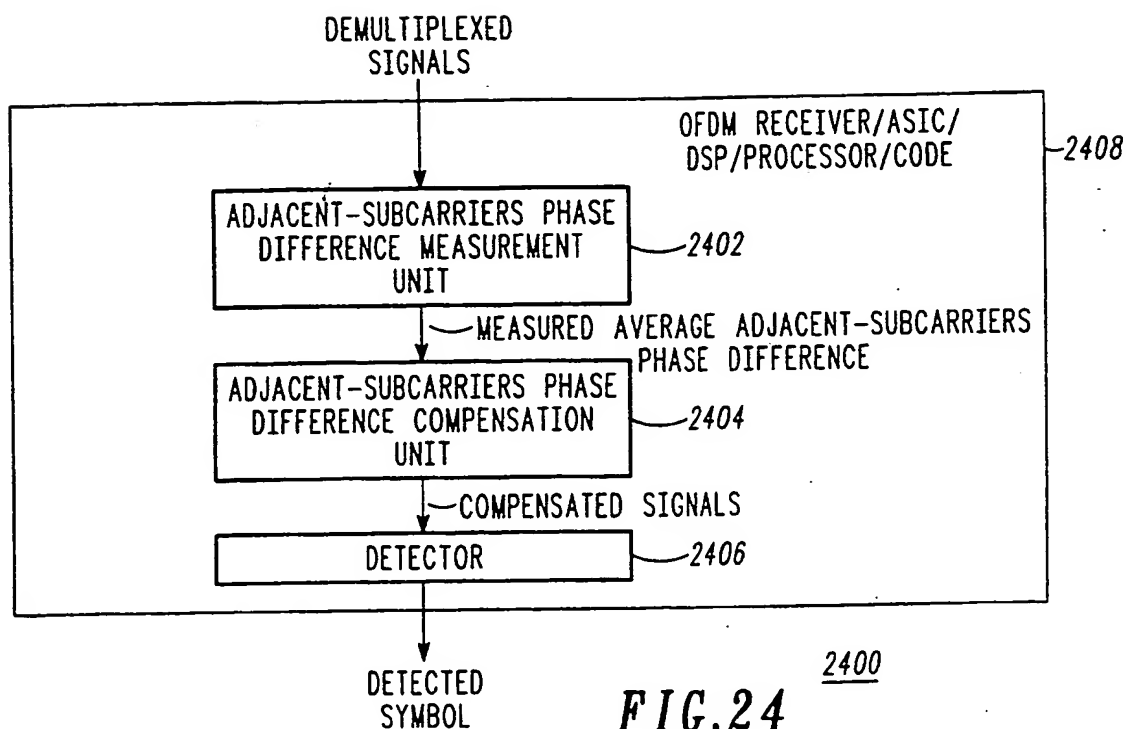 DEMULTIPLEXED
SIGNALS
OFDM RECEIVER/ASIC/
DSP/PROCESSOR/CODE
2408
ADJACENT-SUBCARRIERS PHASE
DIFFERENCE MEASUREMENT
UNIT
2402
MEASURED AVERAGE ADJACENT-SUBCARRIERS
PHASE DIFFERENCE
ADJACENT-SUBCARRIERS PHASE
DIFFERENCE COMPENSATION
UNIT
2404
COMPENSATED SIGNALS
DETECTOR
2406
DETECTED
SYMBOL
2400
FIG.24